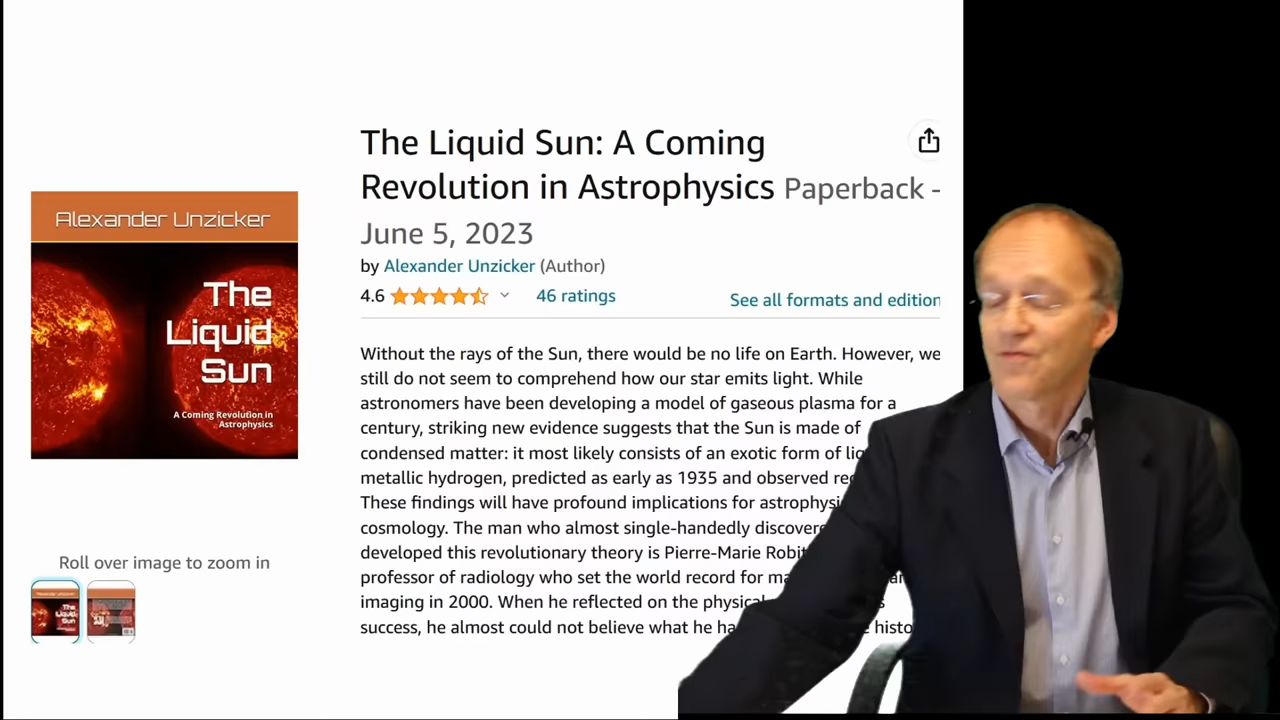 Alexander Unzicker
The
Liquid
Sun
A Coming Revolution in
Astrophysics
Roll over image to zoom in
The Liquid Sun: A Coming
Revolution in Astrophysics Paperback -
June 5, 2023
by Alexander Unzicker (Author)
4.6 46 ratings
See all formats and edition
Without the rays of the Sun, there would be no life on Earth. However, we
still do not seem to comprehend how our star emits light. While
astronomers have been developing a model of gaseous plasma for a
century, striking new evidence suggests that the Sun is made of
condensed matter: it most likely consists of an exotic form of
metallic hydrogen, predicted as early as 1935 and observed
These findings will have profound implications for
cosmology. The man who almost single-handedly
developed this revolutionary theory is Pierre-Marie
professor of radiology who set the world record for
imaging in 2000. When he reflected on the
success, he almost could not believe what he